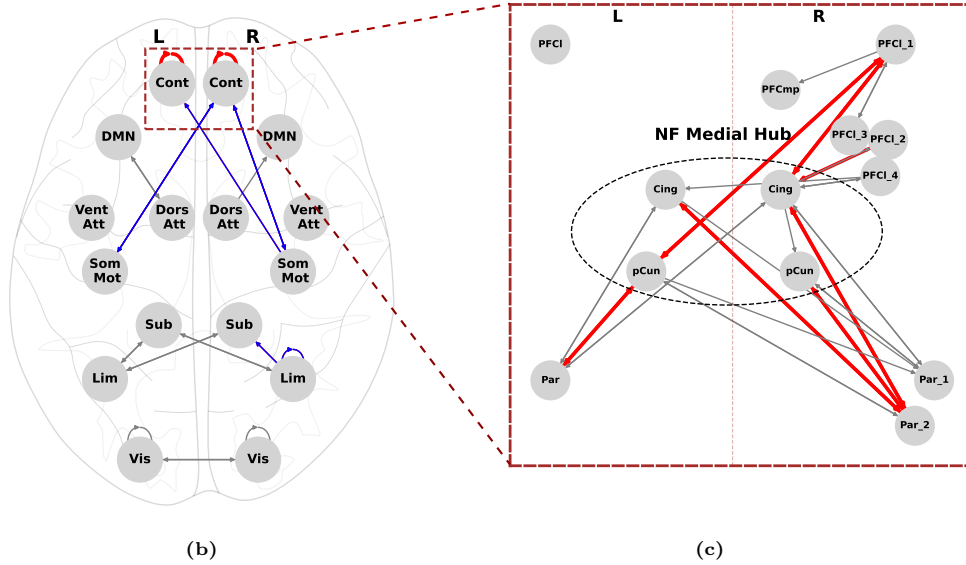 L R
Cont Cont
DMN DMN
Vent
Att
Dors
Att
Dors
Att
Vent
Att
Som
Mot
Som
Mot
Sub Sub
Lim Lim
Vis Vis
(b)
L R
PFCl PFCl_1
PFCmp
PFCl_3 PFCl_2
NF Medial Hub
PFCl_4
Cing Cing
pCun pCun
Par Par_1
Par_2
(c)